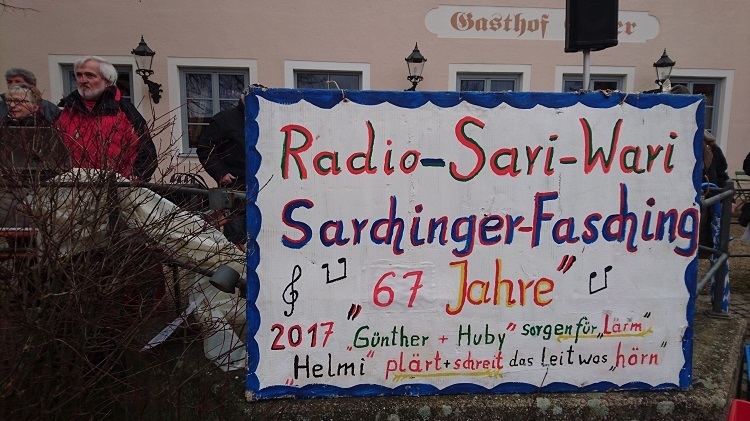 Gasthof
Radio-Sari-Wari
Sarchinger-Fasching
„67 Jahre"
2017 „Günther + Huby" sorgen für „Lärm"
„Helmi" plärt + schreit das Leit was „hörn"